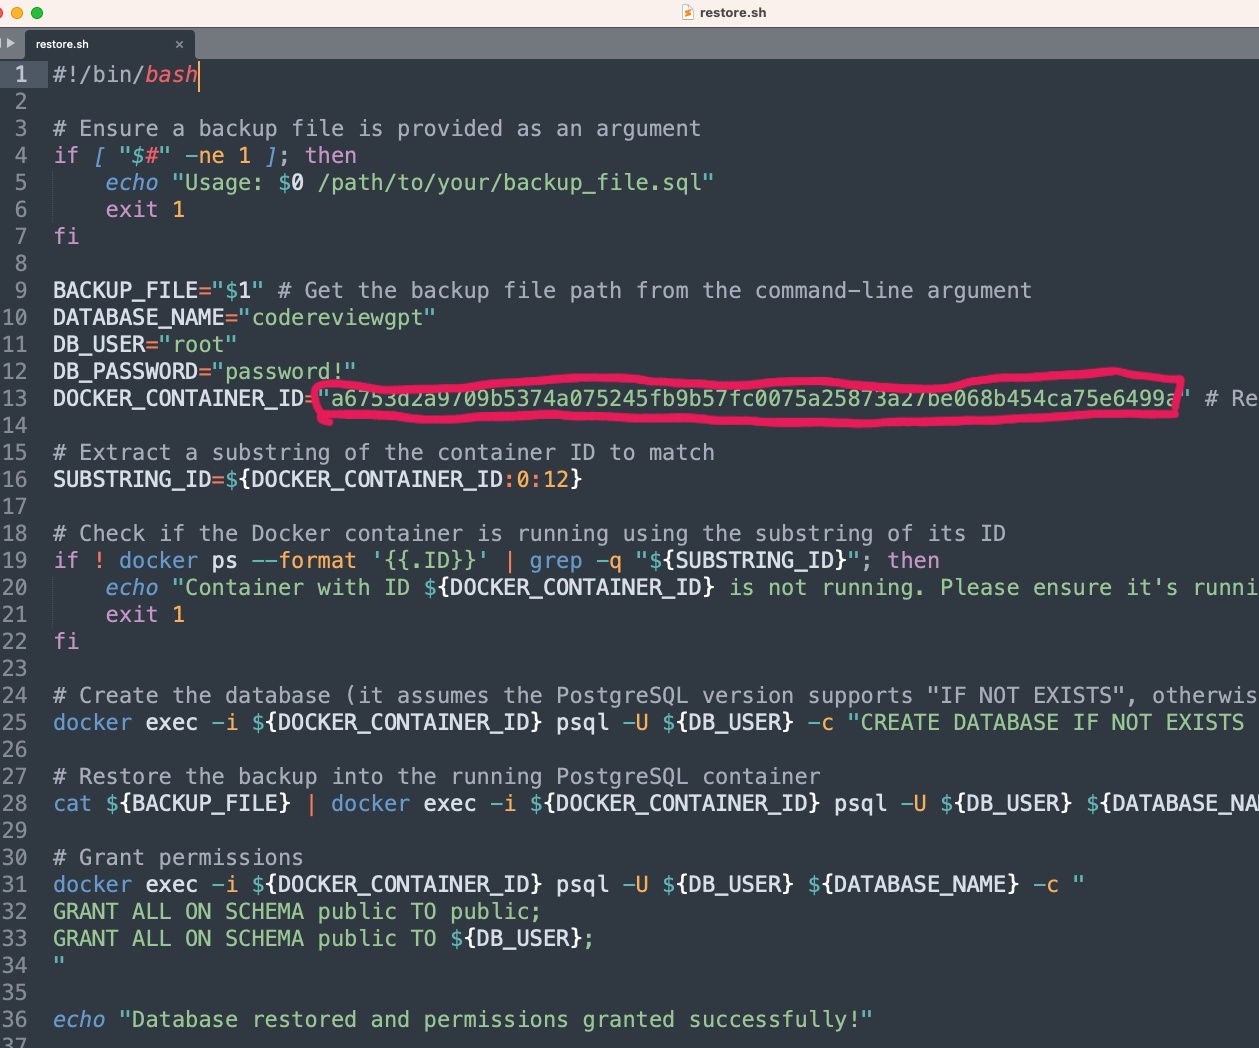 restore.sh
restore.sh ×
1 #!/bin/bash
2
3 # Ensure a backup file is provided as an argument
4 if [ "$#" -ne 1 ]; then
5     echo "Usage: $0 /path/to/your/backup_file.sql"
6     exit 1
7 fi
8
9 BACKUP_FILE="$1" # Get the backup file path from the command-line argument
10 DATABASE_NAME="codereviewgpt"
11 DB_USER="root"
12 DB_PASSWORD="password!"
13 DOCKER_CONTAINER_ID="a6753d2a9709b5374a075245fb9b57fc0075a25873a27be068b454ca75e6499a" # Re
14
15 # Extract a substring of the container ID to match
16 SUBSTRING_ID=${DOCKER_CONTAINER_ID:0:12}
17
18 # Check if the Docker container is running using the substring of its ID
19 if ! docker ps --format '{{.ID}}' | grep -q "${SUBSTRING_ID}"; then
20     echo "Container with ID ${DOCKER_CONTAINER_ID} is not running. Please ensure it's runni
21     exit 1
22 fi
23
24 # Create the database (it assumes the PostgreSQL version supports "IF NOT EXISTS", otherwis
25 docker exec -i ${DOCKER_CONTAINER_ID} psql -U ${DB_USER} -c "CREATE DATABASE IF NOT EXISTS
26
27 # Restore the backup into the running PostgreSQL container
28 cat ${BACKUP_FILE} | docker exec -i ${DOCKER_CONTAINER_ID} psql -U ${DB_USER} ${DATABASE_NA
29
30 # Grant permissions
31 docker exec -i ${DOCKER_CONTAINER_ID} psql -U ${DB_USER} ${DATABASE_NAME} -c "
32 GRANT ALL ON SCHEMA public TO public;
33 GRANT ALL ON SCHEMA public TO ${DB_USER};
34 "
35
36 echo "Database restored and permissions granted successfully!"
37